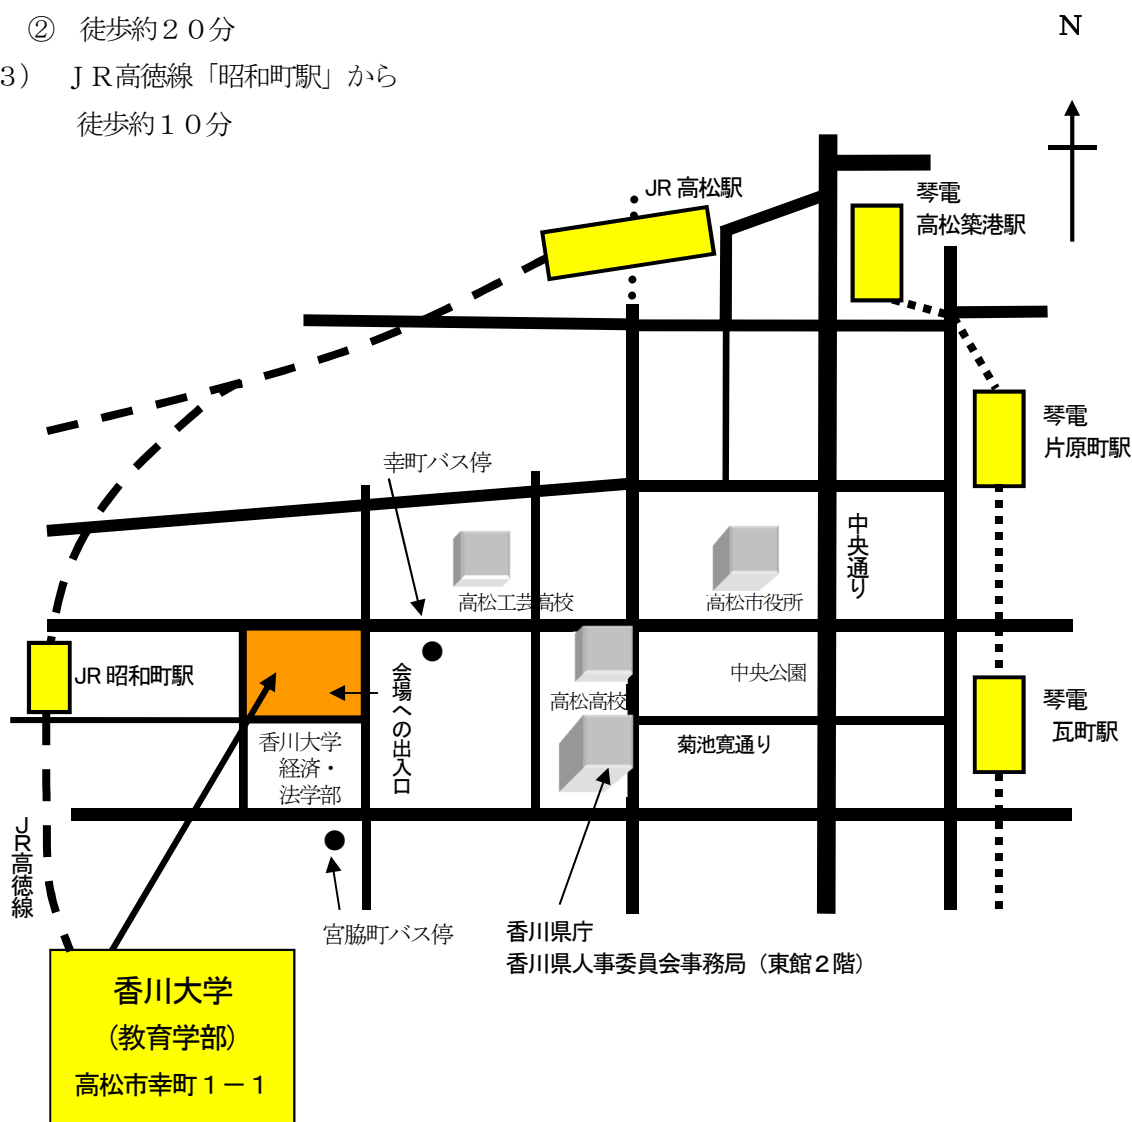 ② 徒歩約２０分
3） ＪＲ高徳線「昭和町駅」から
徒歩約１０分
N
JR 高松駅
琴電
高松築港駅
琴電
片原町駅
幸町バス停
中央通り
高松工芸高校
高松市役所
JR 昭和町駅
会場への出入口
高松高校
中央公園
琴電
瓦町駅
香川大学
経済・
法学部
菊池寛通り
ＪＲ高徳線
宮脇町バス停
香川県庁
香川県人事委員会事務局（東館２階）
香川大学
（教育学部）
高松市幸町１－１